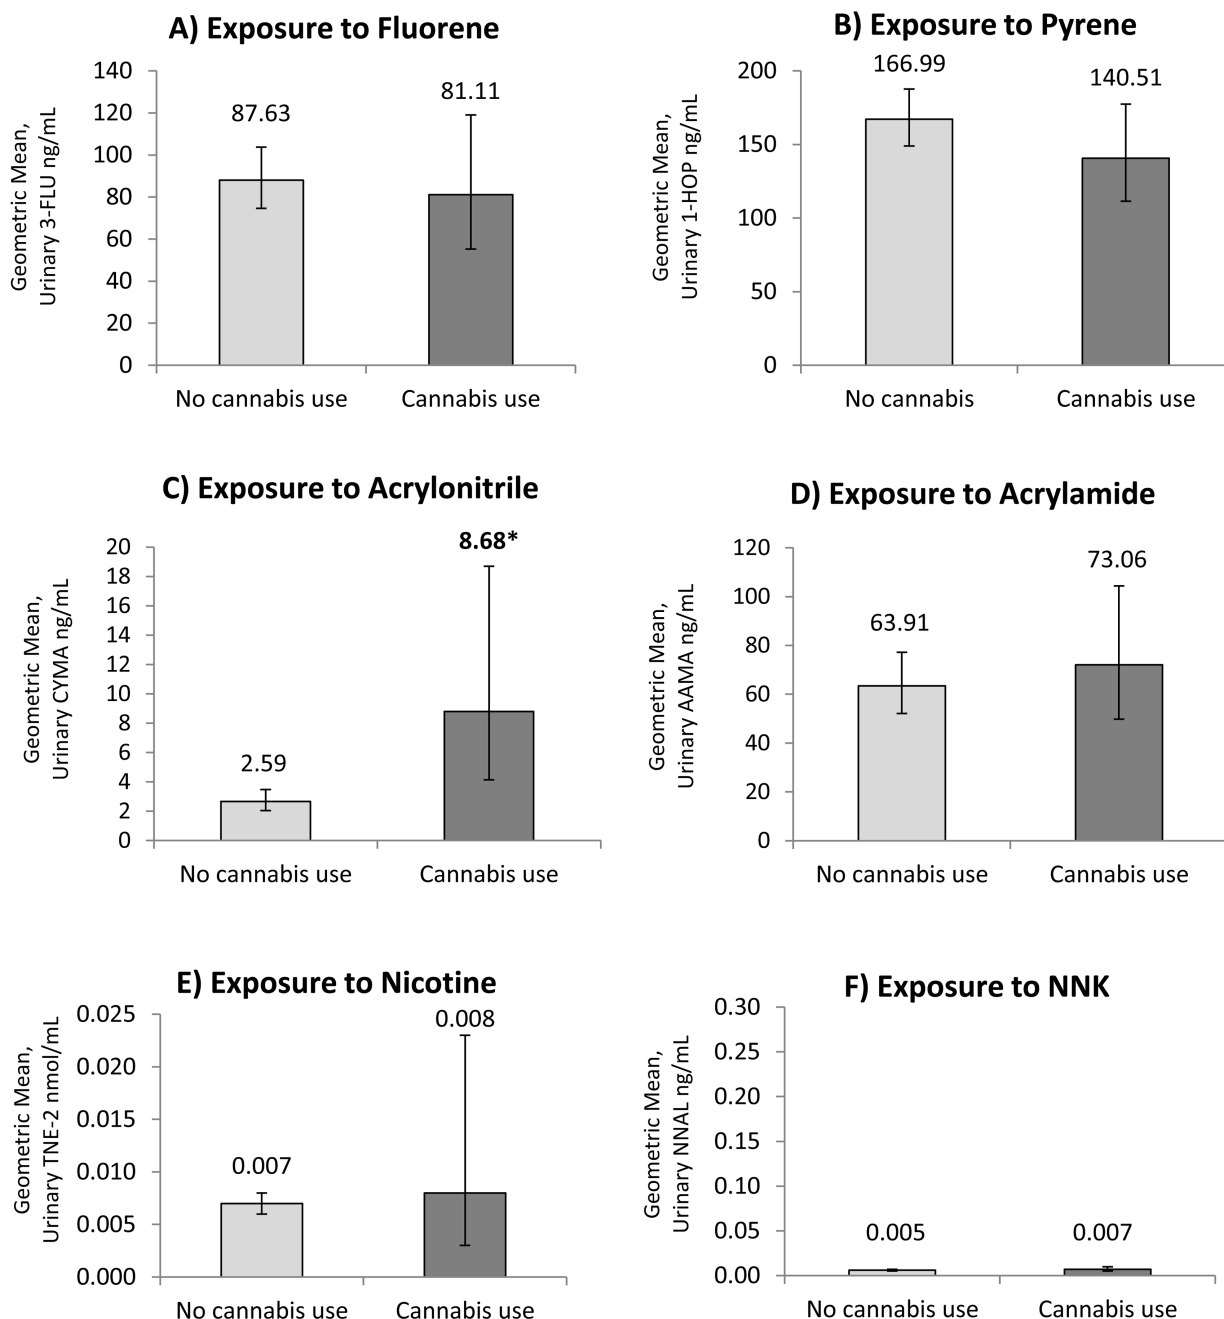 A) Exposure to Fluorene
Geometric Mean,
Urinary 3-FLU ng/mL
140
120
100
80
60
40
20
0
87.63
81.11
No cannabis use
Cannabis use
B) Exposure to Pyrene
Geometric Mean,
Urinary 1-HOP ng/mL
200
150
100
50
0
166.99
140.51
No cannabis
Cannabis use
C) Exposure to Acrylonitrile
Geometric Mean,
Urinary CYMA ng/mL
20
18
16
14
12
10
8
6
4
2
0
2.59
8.68*
No cannabis use
Cannabis use
D) Exposure to Acrylamide
Geometric Mean,
Urinary AAMA ng/mL
120
100
80
60
40
20
0
63.91
73.06
No cannabis use
Cannabis use
E) Exposure to Nicotine
Geometric Mean,
Urinary TNE-2 nmol/mL
0.025
0.020
0.015
0.010
0.005
0.000
0.007
0.008
No cannabis use
Cannabis use
F) Exposure to NNK
Geometric Mean,
Urinary NNAL ng/mL
0.30
0.25
0.20
0.15
0.10
0.05
0.00
0.005
0.007
No cannabis use
Cannabis use